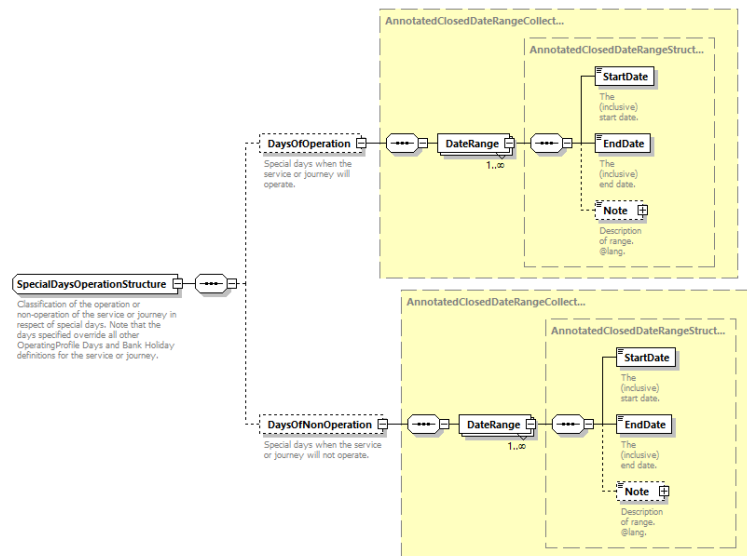 AnnotatedClosedDateRangeCollect...
AnnotatedClosedDateRangeStruct...
StartDate
The
(inclusive)
start date.
DaysOfOperation
Special days when the
service or journey will
operate.
DateRange
1..∞
EndDate
The
(inclusive)
end date.
Note
Description
of range.
@lang.
SpecialDaysOperationStructure
Classification of the operation or
non-operation of the service or journey in
respect of special days. Note that the
days specified override all other
OperatingProfile Days and Bank Holiday
definitions for the service or journey.
AnnotatedClosedDateRangeCollect...
AnnotatedClosedDateRangeStruct...
StartDate
The
(inclusive)
start date.
DaysOfNonOperation
Special days when the service
or journey will not operate.
DateRange
1..∞
EndDate
The
(inclusive)
end date.
Note
Description
of range.
@lang.